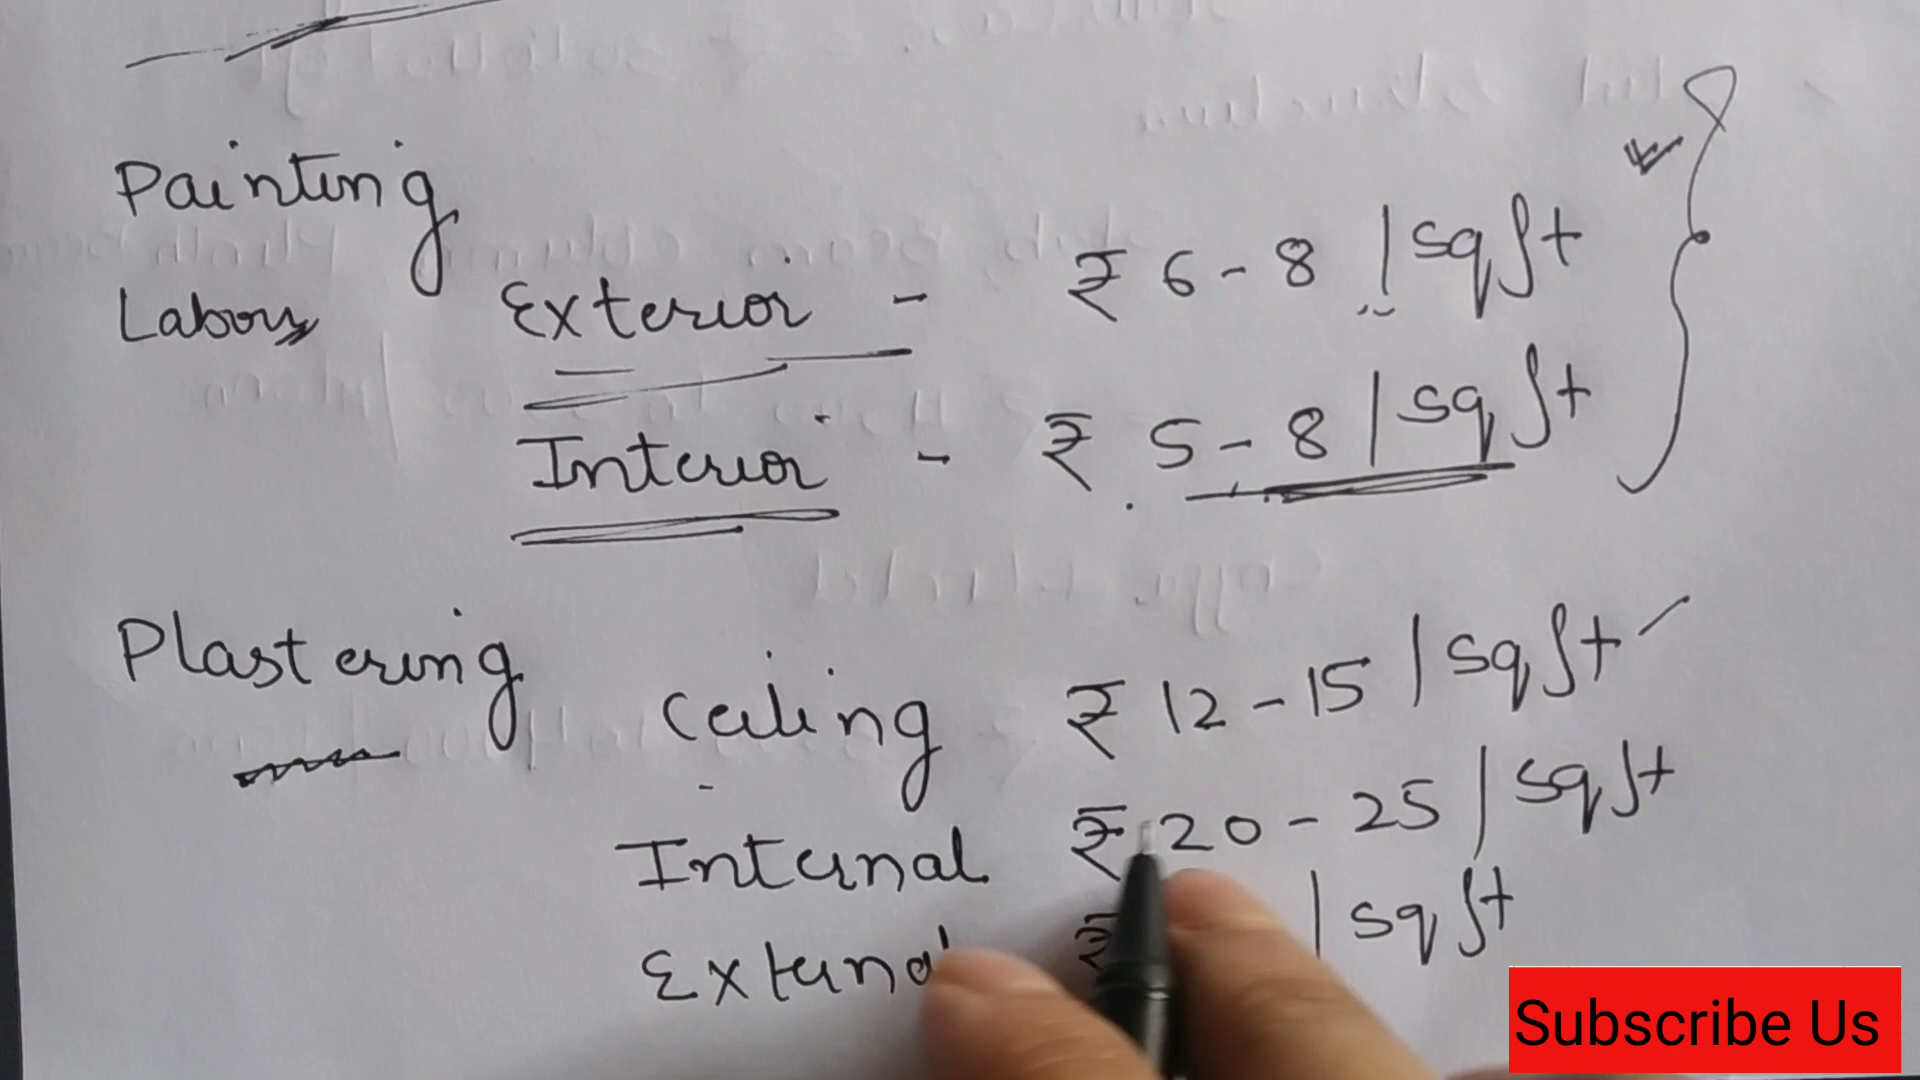 Painting
Labour Exterior - ₹ 6 - 8 / sqft
Interior - ₹ 5 - 8 / sqft
Plastering
Ceiling ₹ 12 - 15 / sqft
Internal ₹ 20 - 25 / sqft
External ₹ / sqft
Subscribe Us